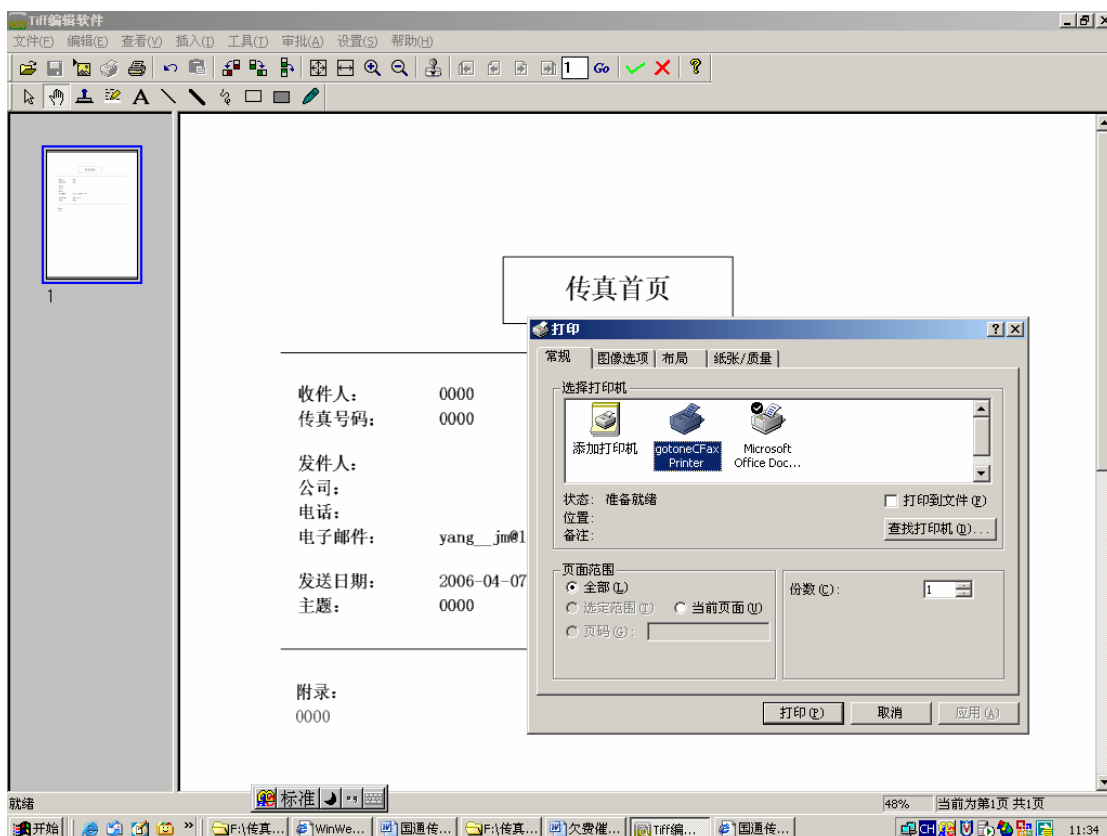 Tiff编辑软件
文件(F) 编辑(E) 查看(V) 插入(I) 工具(T) 审批(A) 设置(S) 帮助(H)
1 Go
A
1
传真首页
收件人： 0000
传真号码： 0000
发件人：
公司：
电话：
电子邮件： yang__jm@1
发送日期： 2006-04-07
主题： 0000
附录：
0000
打印
常规 图像选项 布局 纸张/质量
选择打印机
添加打印机 gotoneCFax Printer Microsoft Office Doc...
状态： 准备就绪
位置：
备注：
打印到文件(F)
查找打印机(D)...
页面范围
全部(L)
选定范围(T) 当前页面(U)
页码(G):
份数(C): 1
打印(P) 取消 应用(A)
标准
就绪 48% 当前为第1页 共1页
开始 F:\传真... WinWe... 国通传... F:\传真... 欠费催... Tiff编... 国通传... CH 11:34